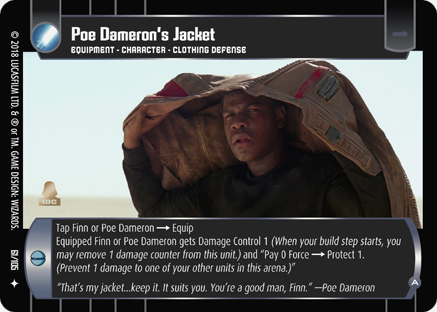 Poe Dameron's Jacket
EQUIPMENT - CHARACTER - CLOTHING DEFENSE
© 2018 LUCASFILM LTD. & ® or TM. GAME DESIGN: WIZARDS
IDC
Tap Finn or Poe Dameron → Equip
Equipped Finn or Poe Dameron gets Damage Control 1 (When your build step starts, you
may remove 1 damage counter from this unit.) and "Pay 0 Force → Protect 1.
(Prevent 1 damage to one of your other units in this arena.)"
"That's my jacket...keep it. It suits you. You're a good man, Finn." —Poe Dameron
A